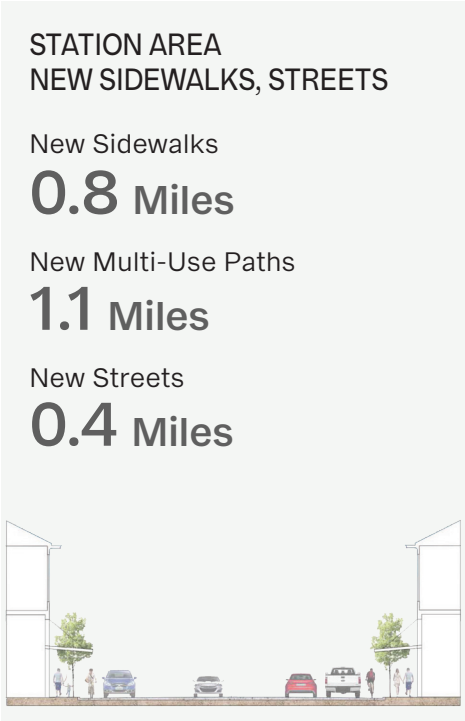 STATION AREA
NEW SIDEWALKS, STREETS
New Sidewalks
0.8 Miles
New Multi-Use Paths
1.1 Miles
New Streets
0.4 Miles